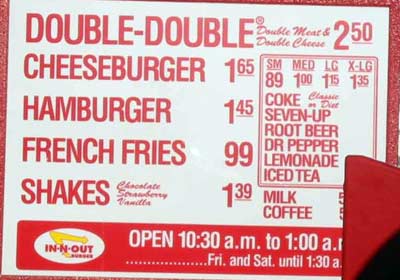 DOUBLE-DOUBLE® Double Meat & Double Cheese 2.50
CHEESEBURGER 1.65
HAMBURGER 1.45
FRENCH FRIES 99
SHAKES Chocolate Strawberry Vanilla 1.39
SM MED LG X-LG
89 1.00 1.15 1.35
COKE Classic or Diet
SEVEN-UP
ROOT BEER
DR PEPPER
LEMONADE
ICED TEA
MILK 5
COFFEE 5
IN-N-OUT
BURGER
OPEN 10:30 a.m. to 1:00 a.
Fri. and Sat. until 1:30 a.